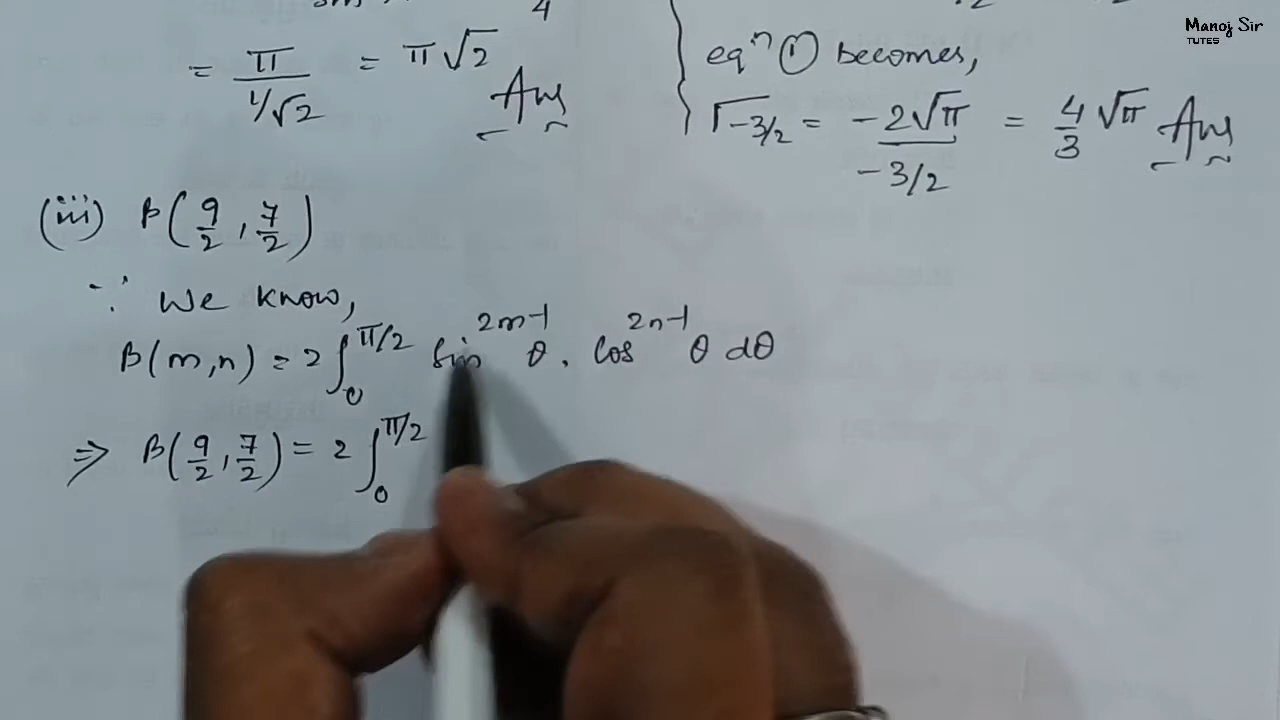 4
= π/(1/√2) = π√2 Ans
eqⁿ ① becomes,
Γ-3/2 = -2√π/(-3/2) = 4/3 √π Ans
(iii) β(9/2, 7/2)
∵ We know,
β(m,n) = 2∫₀^(π/2) sin^(2m-1) θ . cos^(2n-1) θ dθ
⇒ β(9/2, 7/2) = 2∫₀^(π/2)
Manoj Sir
TUTES